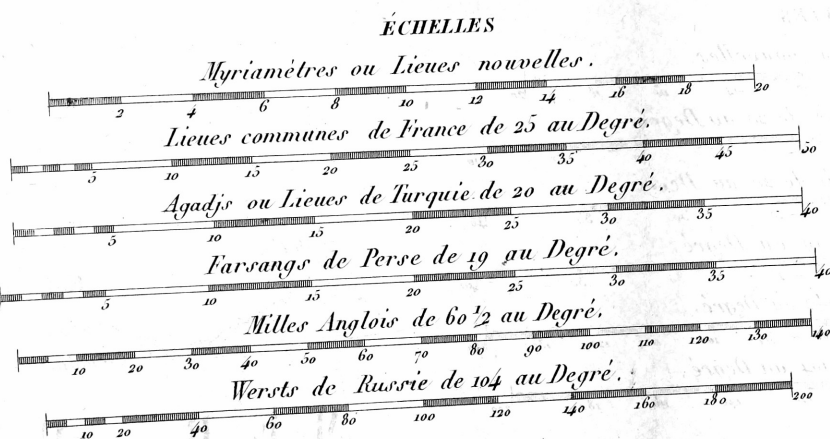 ÉCHELLES
Myriamètres ou Lieues nouvelles.
2 4 6 8 10 12 14 16 18 20
Lieues communes de France de 25 au Degré.
5 10 15 20 25 30 35 40 45 50
Agadjs ou Lieues de Turquie de 20 au Degré.
5 10 15 20 25 30 35 40
Farsangs de Perse de 19 au Degré.
5 10 15 20 25 30 35 40
Milles Anglois de 60 1/2 au Degré.
10 20 30 40 50 60 70 80 90 100 110 120 130 140
Wersts de Russie de 104 au Degré.
10 20 40 60 80 100 120 140 160 180 200